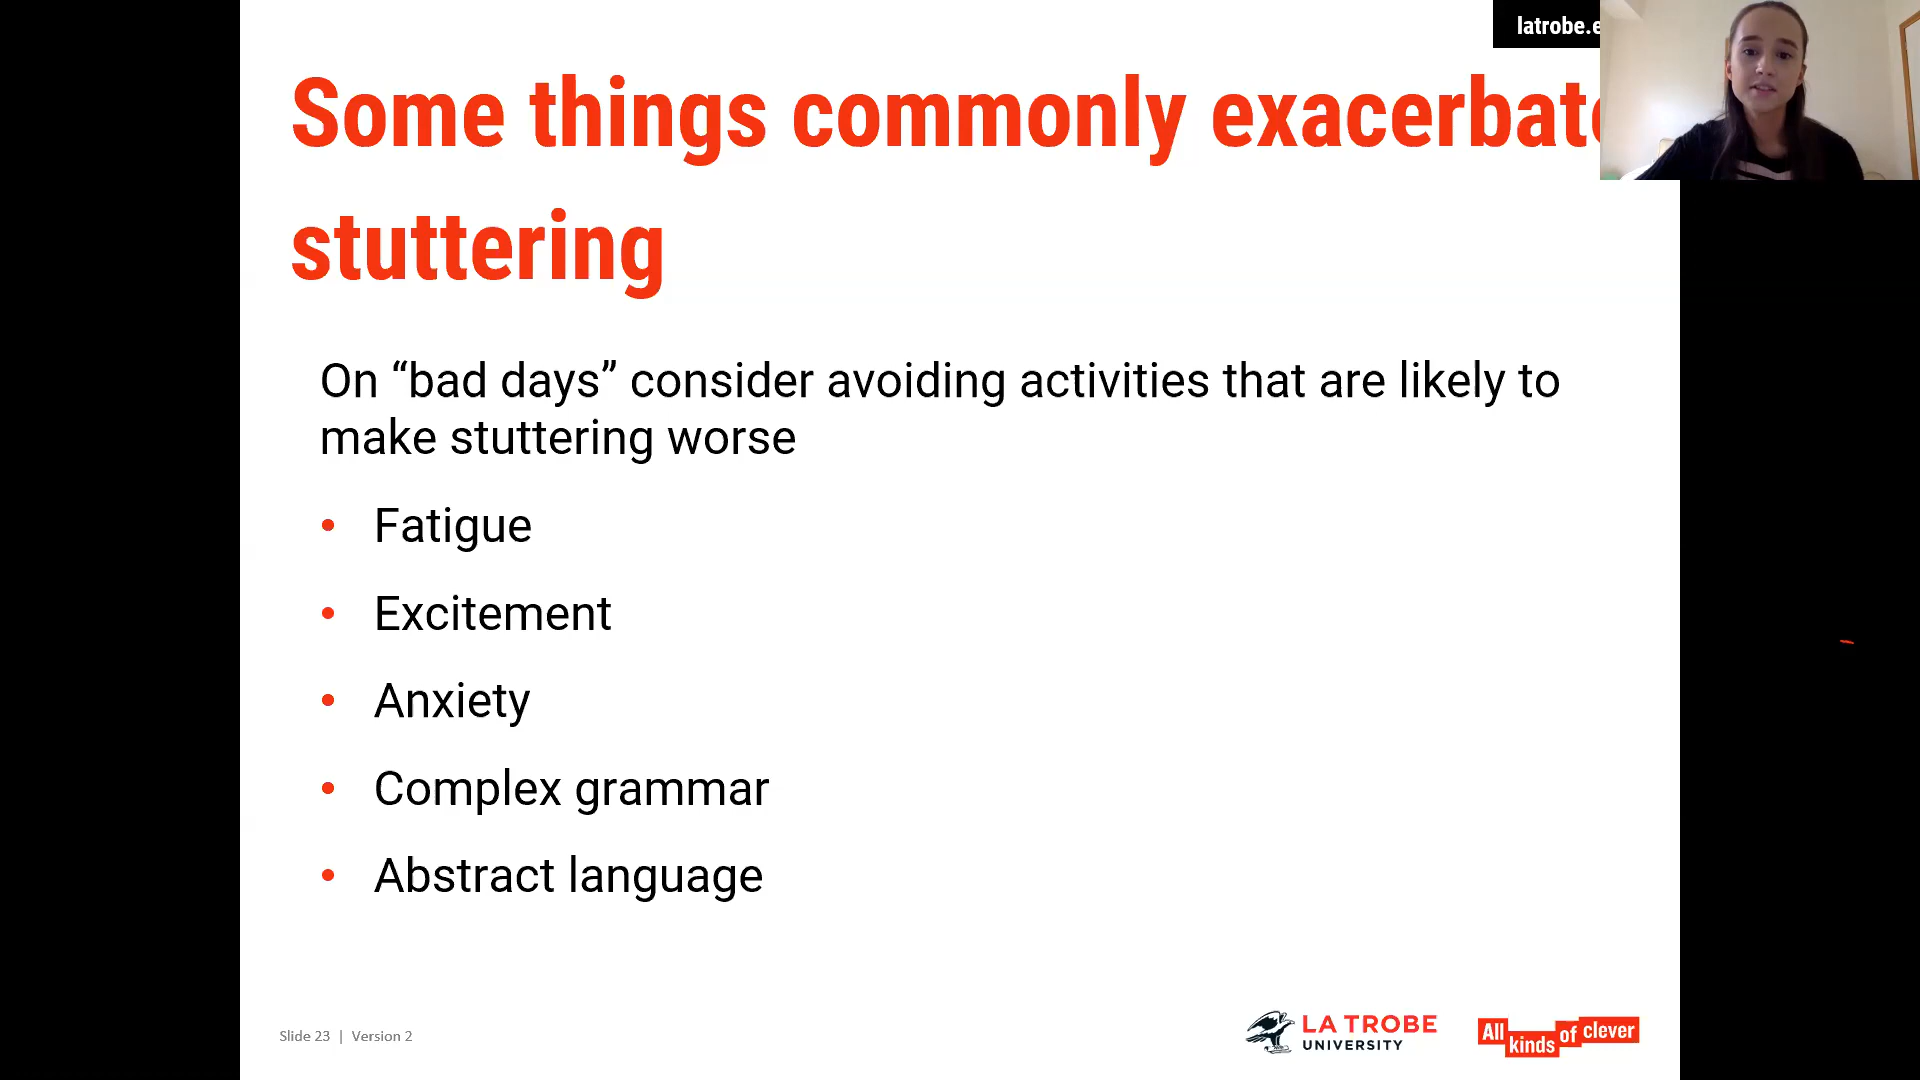 latrobe.e
Some things commonly exacerbate
stuttering
On “bad days” consider avoiding activities that are likely to
make stuttering worse
• Fatigue
• Excitement
• Anxiety
• Complex grammar
• Abstract language
Slide 23 | Version 2
LA TROBE
UNIVERSITY
All kinds of clever